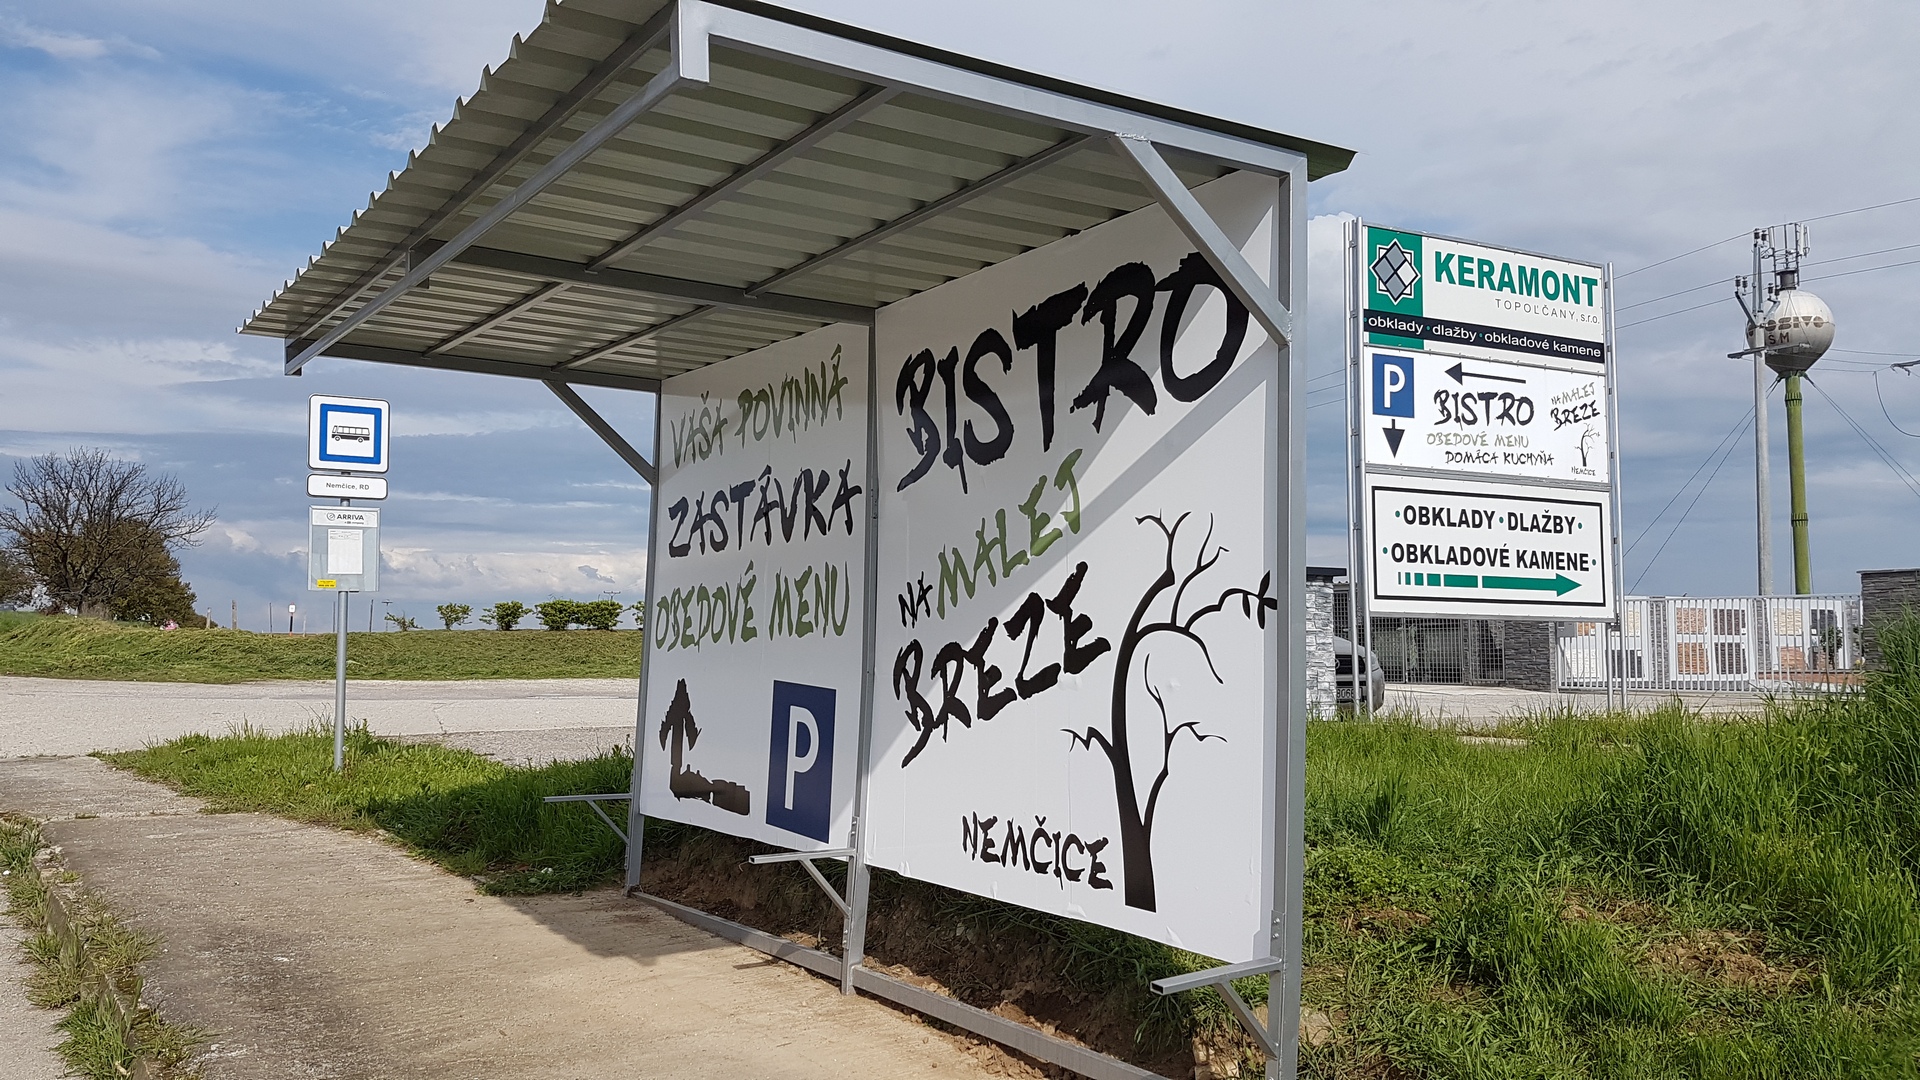 Nemčice, RD
ARRIVA
VAŠA POVINNÁ
ZASTÁVKA
OBEDOVÉ MENU
P
BISTRO
NA MALEJ
BREZE
NEMČICE
KERAMONT
TOPOĽČANY, s.r.o.
obklady · dlažby · obkladové kamene
P
BISTRO
NA MALEJ
BREZE
OBEDOVÉ MENU
DOMÁCA KUCHYŇA
NEMČICE
·OBKLADY·DLAŽBY·
·OBKLADOVÉ KAMENE·